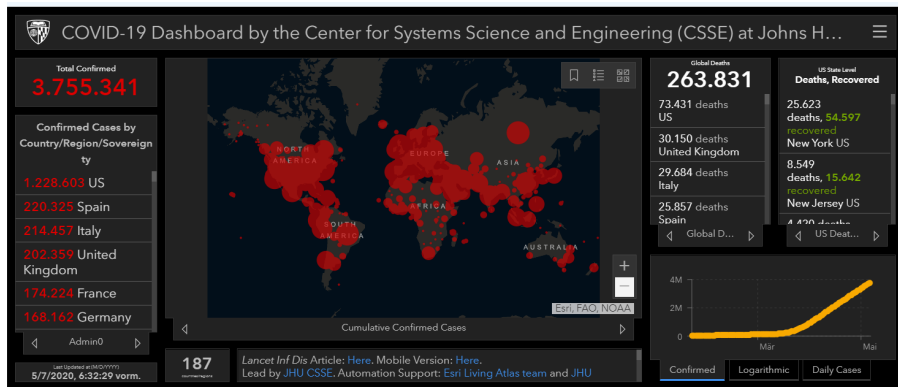 COVID-19 Dashboard by the Center for Systems Science and Engineering (CSSE) at Johns H...
Total Confirmed
3.755.341
Confirmed Cases by
Country/Region/Sovereign
ty
1.228.603 US
220.325 Spain
214.457 Italy
202.359 United
Kingdom
174.224 France
168.162 Germany
Admin0
Last Updated at (M/D/YYYY)
5/7/2020, 6:32:29 vorm.
NORTH
AMERICA
EUROPE
ASIA
AFRICA
SOUTH
AMERICA
AUSTRALIA
+
−
Esri, FAO, NOAA
Cumulative Confirmed Cases
187
countries/regions
Lancet Inf Dis Article: Here. Mobile Version: Here.
Lead by JHU CSSE. Automation Support: Esri Living Atlas team and JHU
Global Deaths
263.831
73.431 deaths
US
30.150 deaths
United Kingdom
29.684 deaths
Italy
25.857 deaths
Spain
Global D...
US State Level
Deaths, Recovered
25.623
deaths, 54.597
recovered
New York US
8.549
deaths, 15.642
recovered
New Jersey US
4.420 deaths
US Deat...
4M
2M
0
Mär
Mai
Confirmed
Logarithmic
Daily Cases